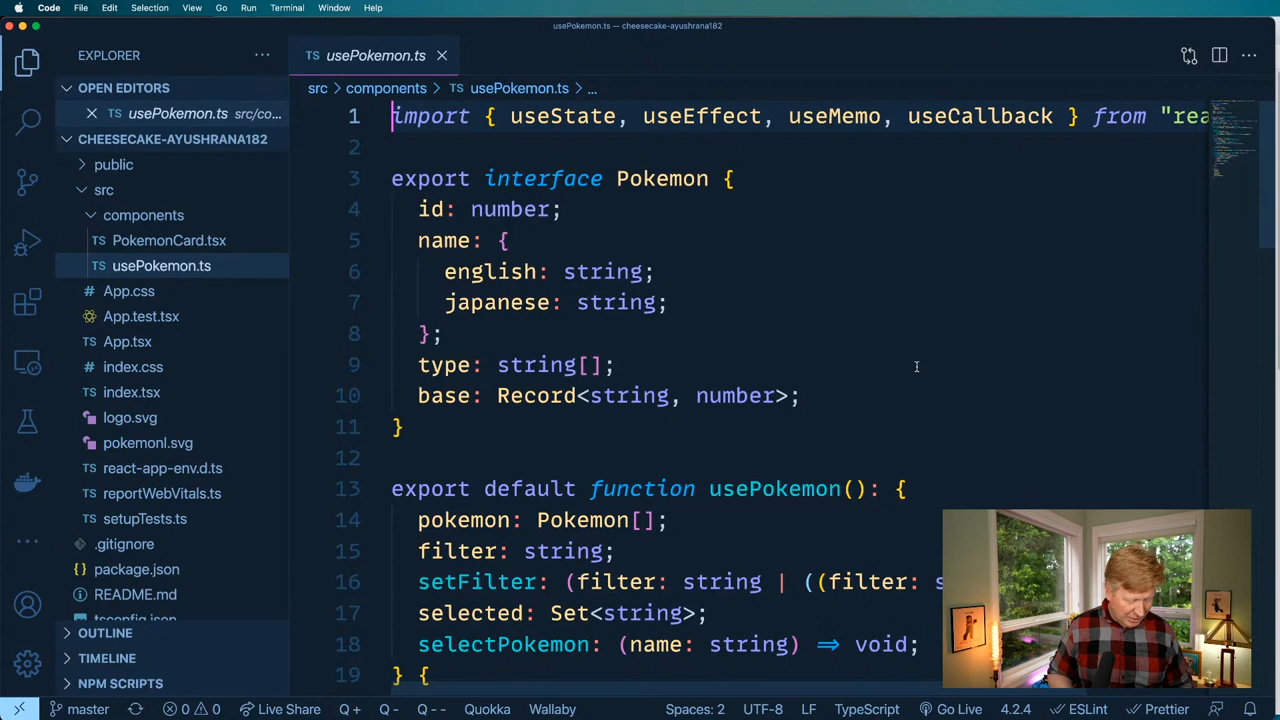 Code File Edit Selection View Go Run Terminal Window Help
usePokemon.ts — cheesecake-ayushrana182
EXPLORER
TS usePokemon.ts
OPEN EDITORS
usePokemon.ts src/co...
src > components > TS usePokemon.ts > ...
CHEESECAKE-AYUSHRANA182
public
src
components
TS PokemonCard.tsx
TS usePokemon.ts
# App.css
App.test.tsx
TS App.tsx
# index.css
TS index.tsx
logo.svg
pokemonl.svg
TS react-app-env.d.ts
TS reportWebVitals.ts
TS setupTests.ts
.gitignore
{} package.json
README.md
tsconfig.json
OUTLINE
TIMELINE
NPM SCRIPTS
1 import { useState, useEffect, useMemo, useCallback } from "rea
2
3 export interface Pokemon {
4 id: number;
5 name: {
6 english: string;
7 japanese: string;
8 };
9 type: string[];
10 base: Record<string, number>;
11 }
12
13 export default function usePokemon(): {
14 pokemon: Pokemon[];
15 filter: string;
16 setFilter: (filter: string | ((filter: s
17 selected: Set<string>;
18 selectPokemon: (name: string) => void;
19 } {
master 0 0 Live Share Q + Q - Q -- Quokka Wallaby Spaces: 2 UTF-8 LF TypeScript Go Live 4.2.4 ESLint Prettier